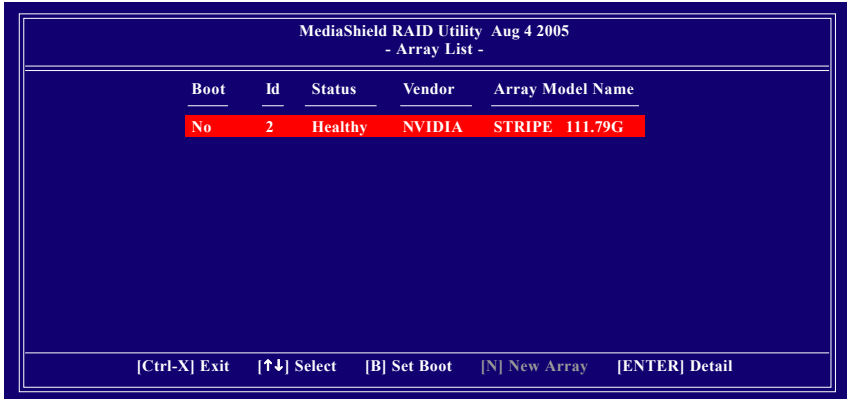 MediaShield RAID Utility Aug 4 2005
- Array List -
Boot Id Status Vendor Array Model Name
No 2 Healthy NVIDIA STRIPE 111.79G
[Ctrl-X] Exit [↑↓] Select [B] Set Boot [N] New Array [ENTER] Detail